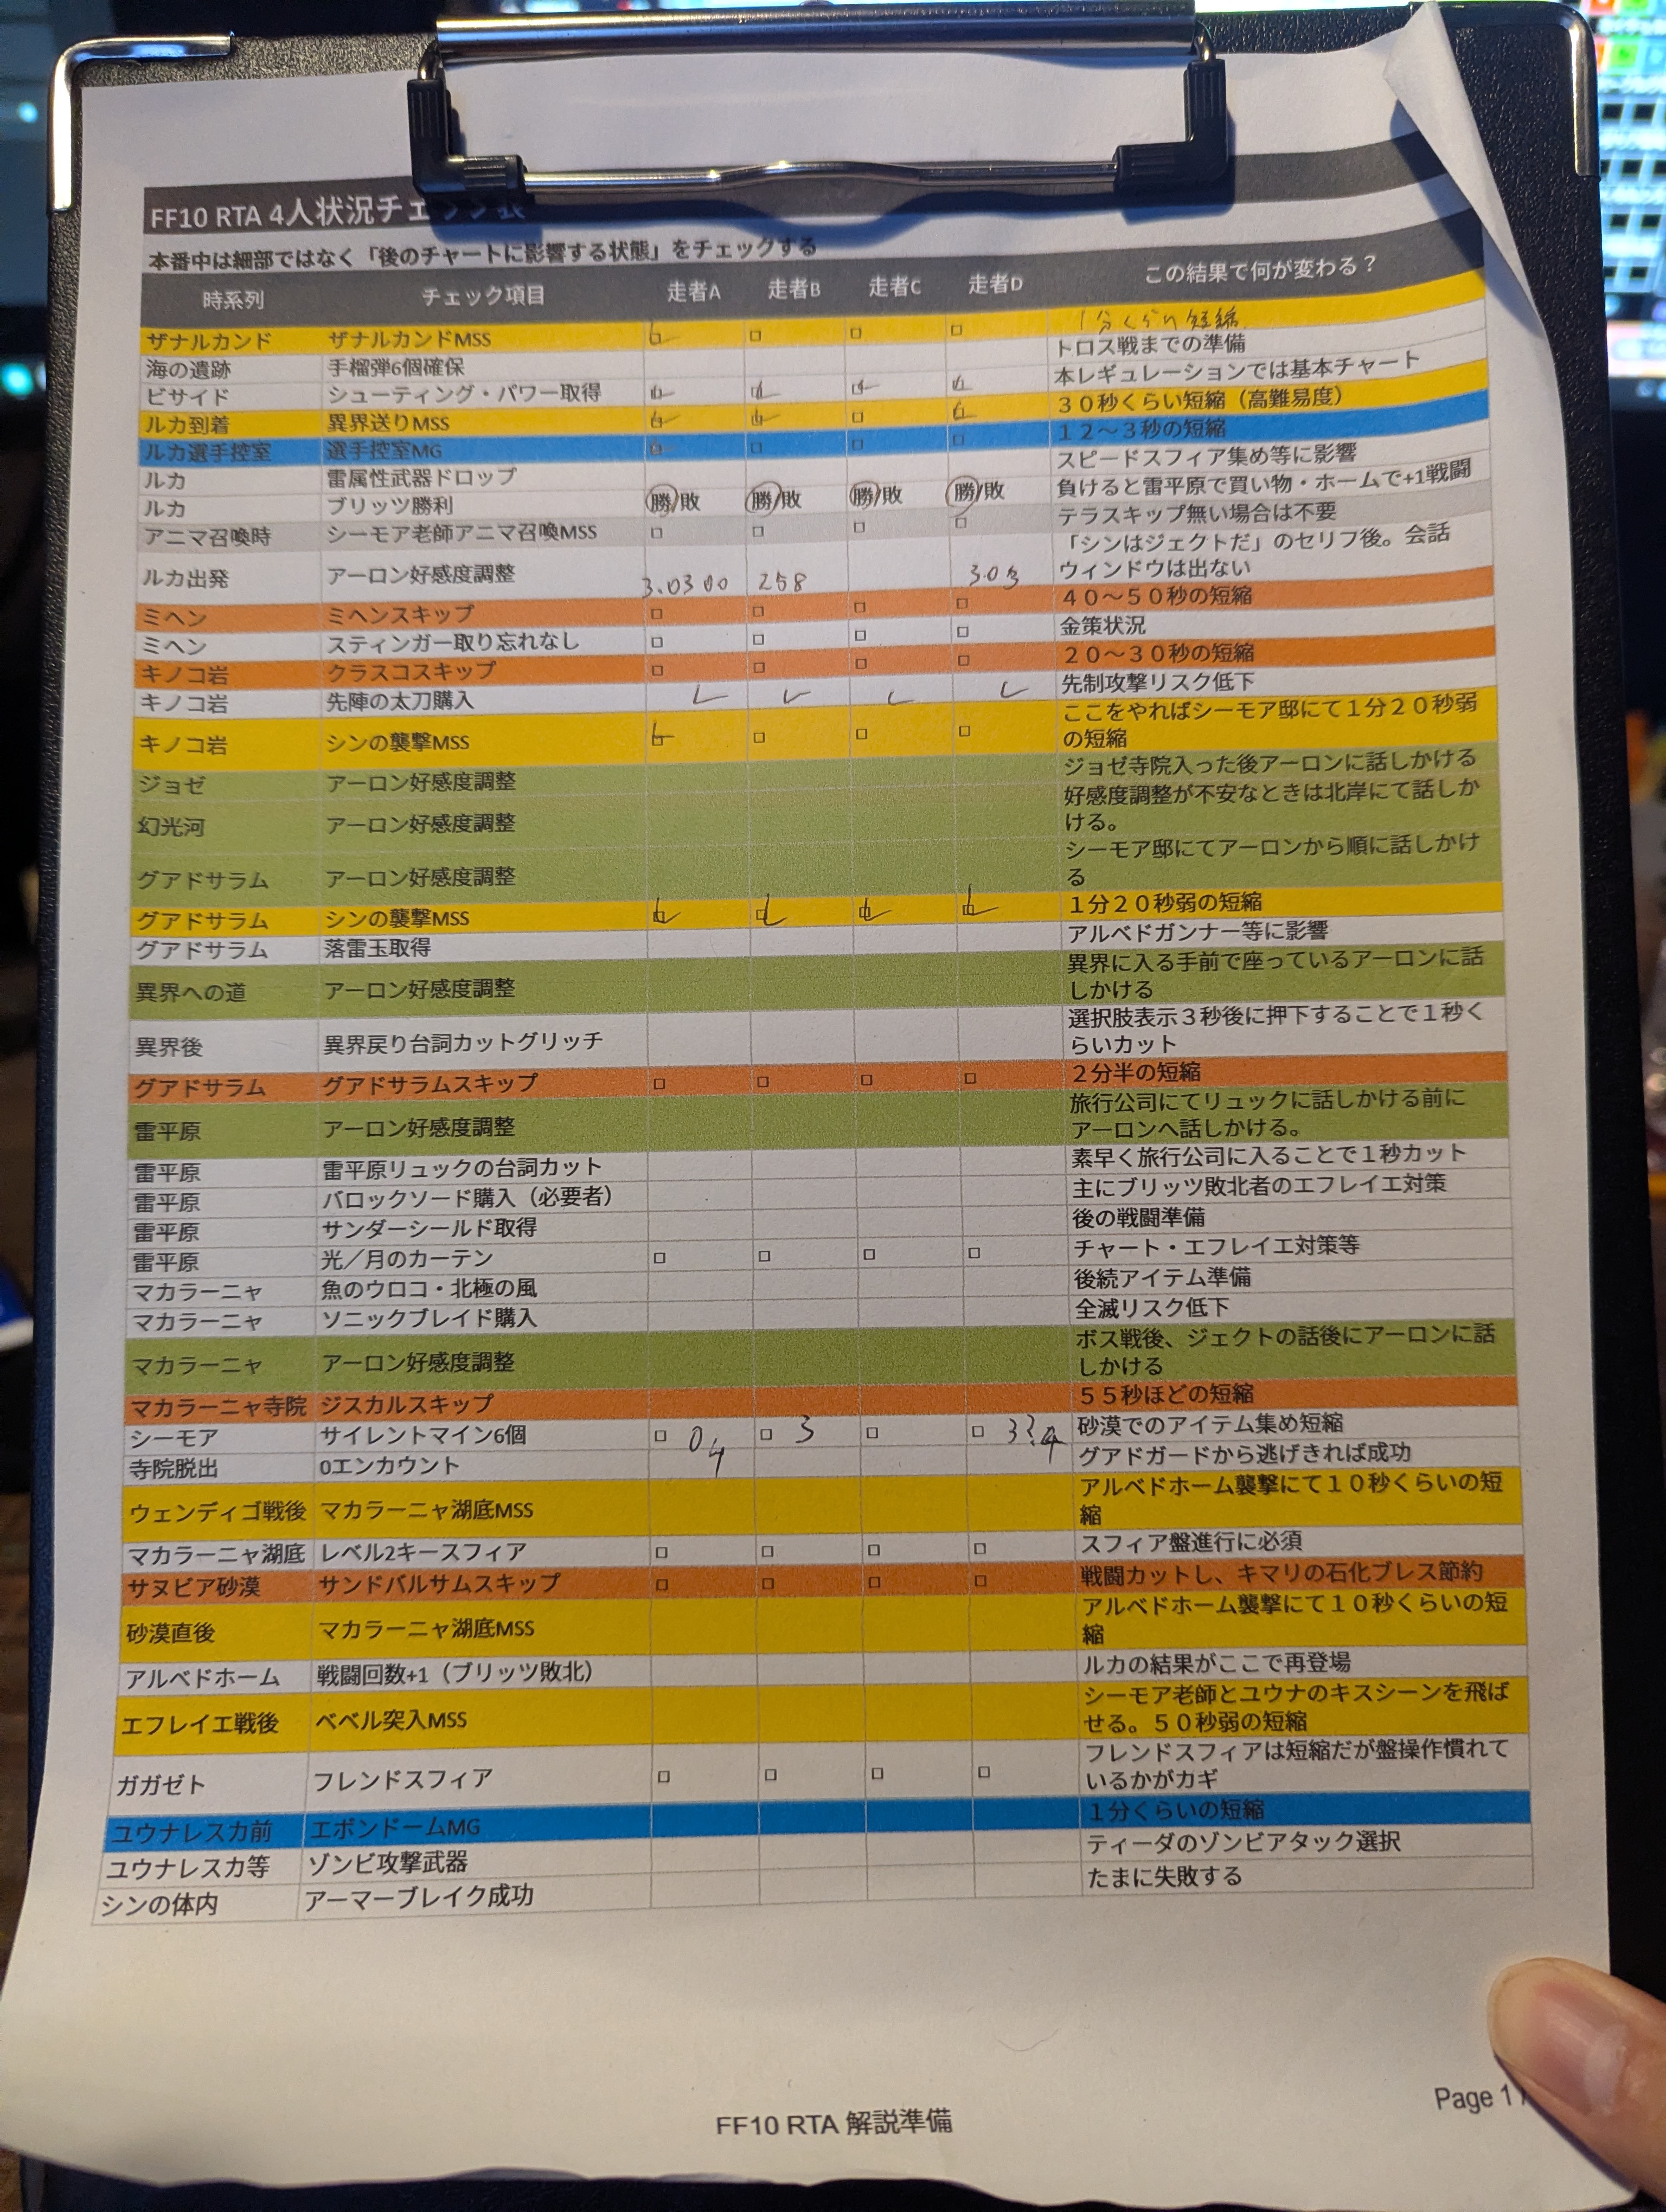 FF10 RTA 4人状況チェック表
本番中は細部ではなく「後のチャートに影響する状態」をチェックする
時系列 チェック項目 走者A 走者B 走者C 走者D この結果で何が変わる？
ザナルカンド ザナルカンドMSS □ □ □ □ 1分くらい短縮
海の遺跡 手榴弾6個確保 トロス戦までの準備
ビサイド シューティング・パワー取得 □ □ □ □ 本レギュレーションでは基本チャート
ルカ到着 異界送りMSS □ □ □ □ 30秒くらい短縮（高難易度）
ルカ選手控室 選手控室MG □ □ □ □ 12～3秒の短縮
ルカ 雷属性武器ドロップ スピードスフィア集め等に影響
ルカ ブリッツ勝利 勝/敗 勝/敗 勝/敗 勝/敗 負けると雷平原で買い物・ホームで+1戦闘
アニマ召喚時 シーモア老師アニマ召喚MSS □ □ □ □ テラスキップ無い場合は不要
ルカ出発 アーロン好感度調整 3.0300 258 3.03 「シンはジェクトだ」のセリフ後。会話
ウィンドウは出ない
ミヘン ミヘンスキップ □ □ □ □ 40～50秒の短縮
ミヘン スティンガー取り忘れなし □ □ □ □ 金策状況
キノコ岩 クラスコスキップ □ □ □ □ 20～30秒の短縮
キノコ岩 先陣の太刀購入 先制攻撃リスク低下
キノコ岩 シンの襲撃MSS □ □ □ □ ここをやればシーモア邸にて1分20秒弱
の短縮
ジョゼ アーロン好感度調整 ジョゼ寺院入った後アーロンに話しかける
幻光河 アーロン好感度調整 好感度調整が不安なときは北岸にて話しか
ける。
グアドサラム アーロン好感度調整 シーモア邸にてアーロンから順に話しかけ
る
グアドサラム シンの襲撃MSS □ □ □ □ 1分20秒弱の短縮
グアドサラム 落雷玉取得 アルベドガンナー等に影響
異界への道 アーロン好感度調整 異界に入る手前で座っているアーロンに話
しかける
異界後 異界戻り台詞カットグリッチ 選択肢表示3秒後に押下することで1秒く
らいカット
グアドサラム グアドサラムスキップ □ □ □ □ 2分半の短縮
雷平原 アーロン好感度調整 旅行公司にてリュックに話しかける前に
アーロンへ話しかける。
雷平原 雷平原リュックの台詞カット 素早く旅行公司に入ることで1秒カット
雷平原 バロックソード購入（必要者） 主にブリッツ敗北者のエフレイエ対策
雷平原 サンダーシールド取得 後の戦闘準備
雷平原 光／月のカーテン □ □ □ □ チャート・エフレイエ対策等
マカラーニャ 魚のウロコ・北極の風 後続アイテム準備
マカラーニャ ソニックブレイド購入 全滅リスク低下
マカラーニャ アーロン好感度調整 ボス戦後、ジェクトの話後にアーロンに話
しかける
マカラーニャ寺院 ジスカルスキップ 55秒ほどの短縮
シーモア サイレントマイン6個 □ 04 □ 3 □ □ 3?4 砂漠でのアイテム集め短縮
寺院脱出 0エンカウント グアドガードから逃げきれば成功
ウェンディゴ戦後 マカラーニャ湖底MSS アルベドホーム襲撃にて10秒くらいの短
縮
マカラーニャ湖底 レベル2キースフィア □ □ □ □ スフィア盤進行に必須
サヌビア砂漠 サンドバルサムスキップ □ □ □ □ 戦闘カットし、キマリの石化ブレス節約
砂漠直後 マカラーニャ湖底MSS アルベドホーム襲撃にて10秒くらいの短
縮
アルベドホーム 戦闘回数+1（ブリッツ敗北） ルカの結果がここで再登場
エフレイエ戦後 ベベル突入MSS シーモア老師とユウナのキスシーンを飛ば
せる。50秒弱の短縮
ガガゼト フレンドスフィア □ □ □ □ フレンドスフィアは短縮だが盤操作慣れて
いるかがカギ
ユウナレスカ前 エボンドームMG 1分くらいの短縮
ユウナレスカ等 ゾンビ攻撃武器 ティーダのゾンビアタック選択
シンの体内 アーマーブレイク成功 たまに失敗する
FF10 RTA 解説準備
Page 1 /